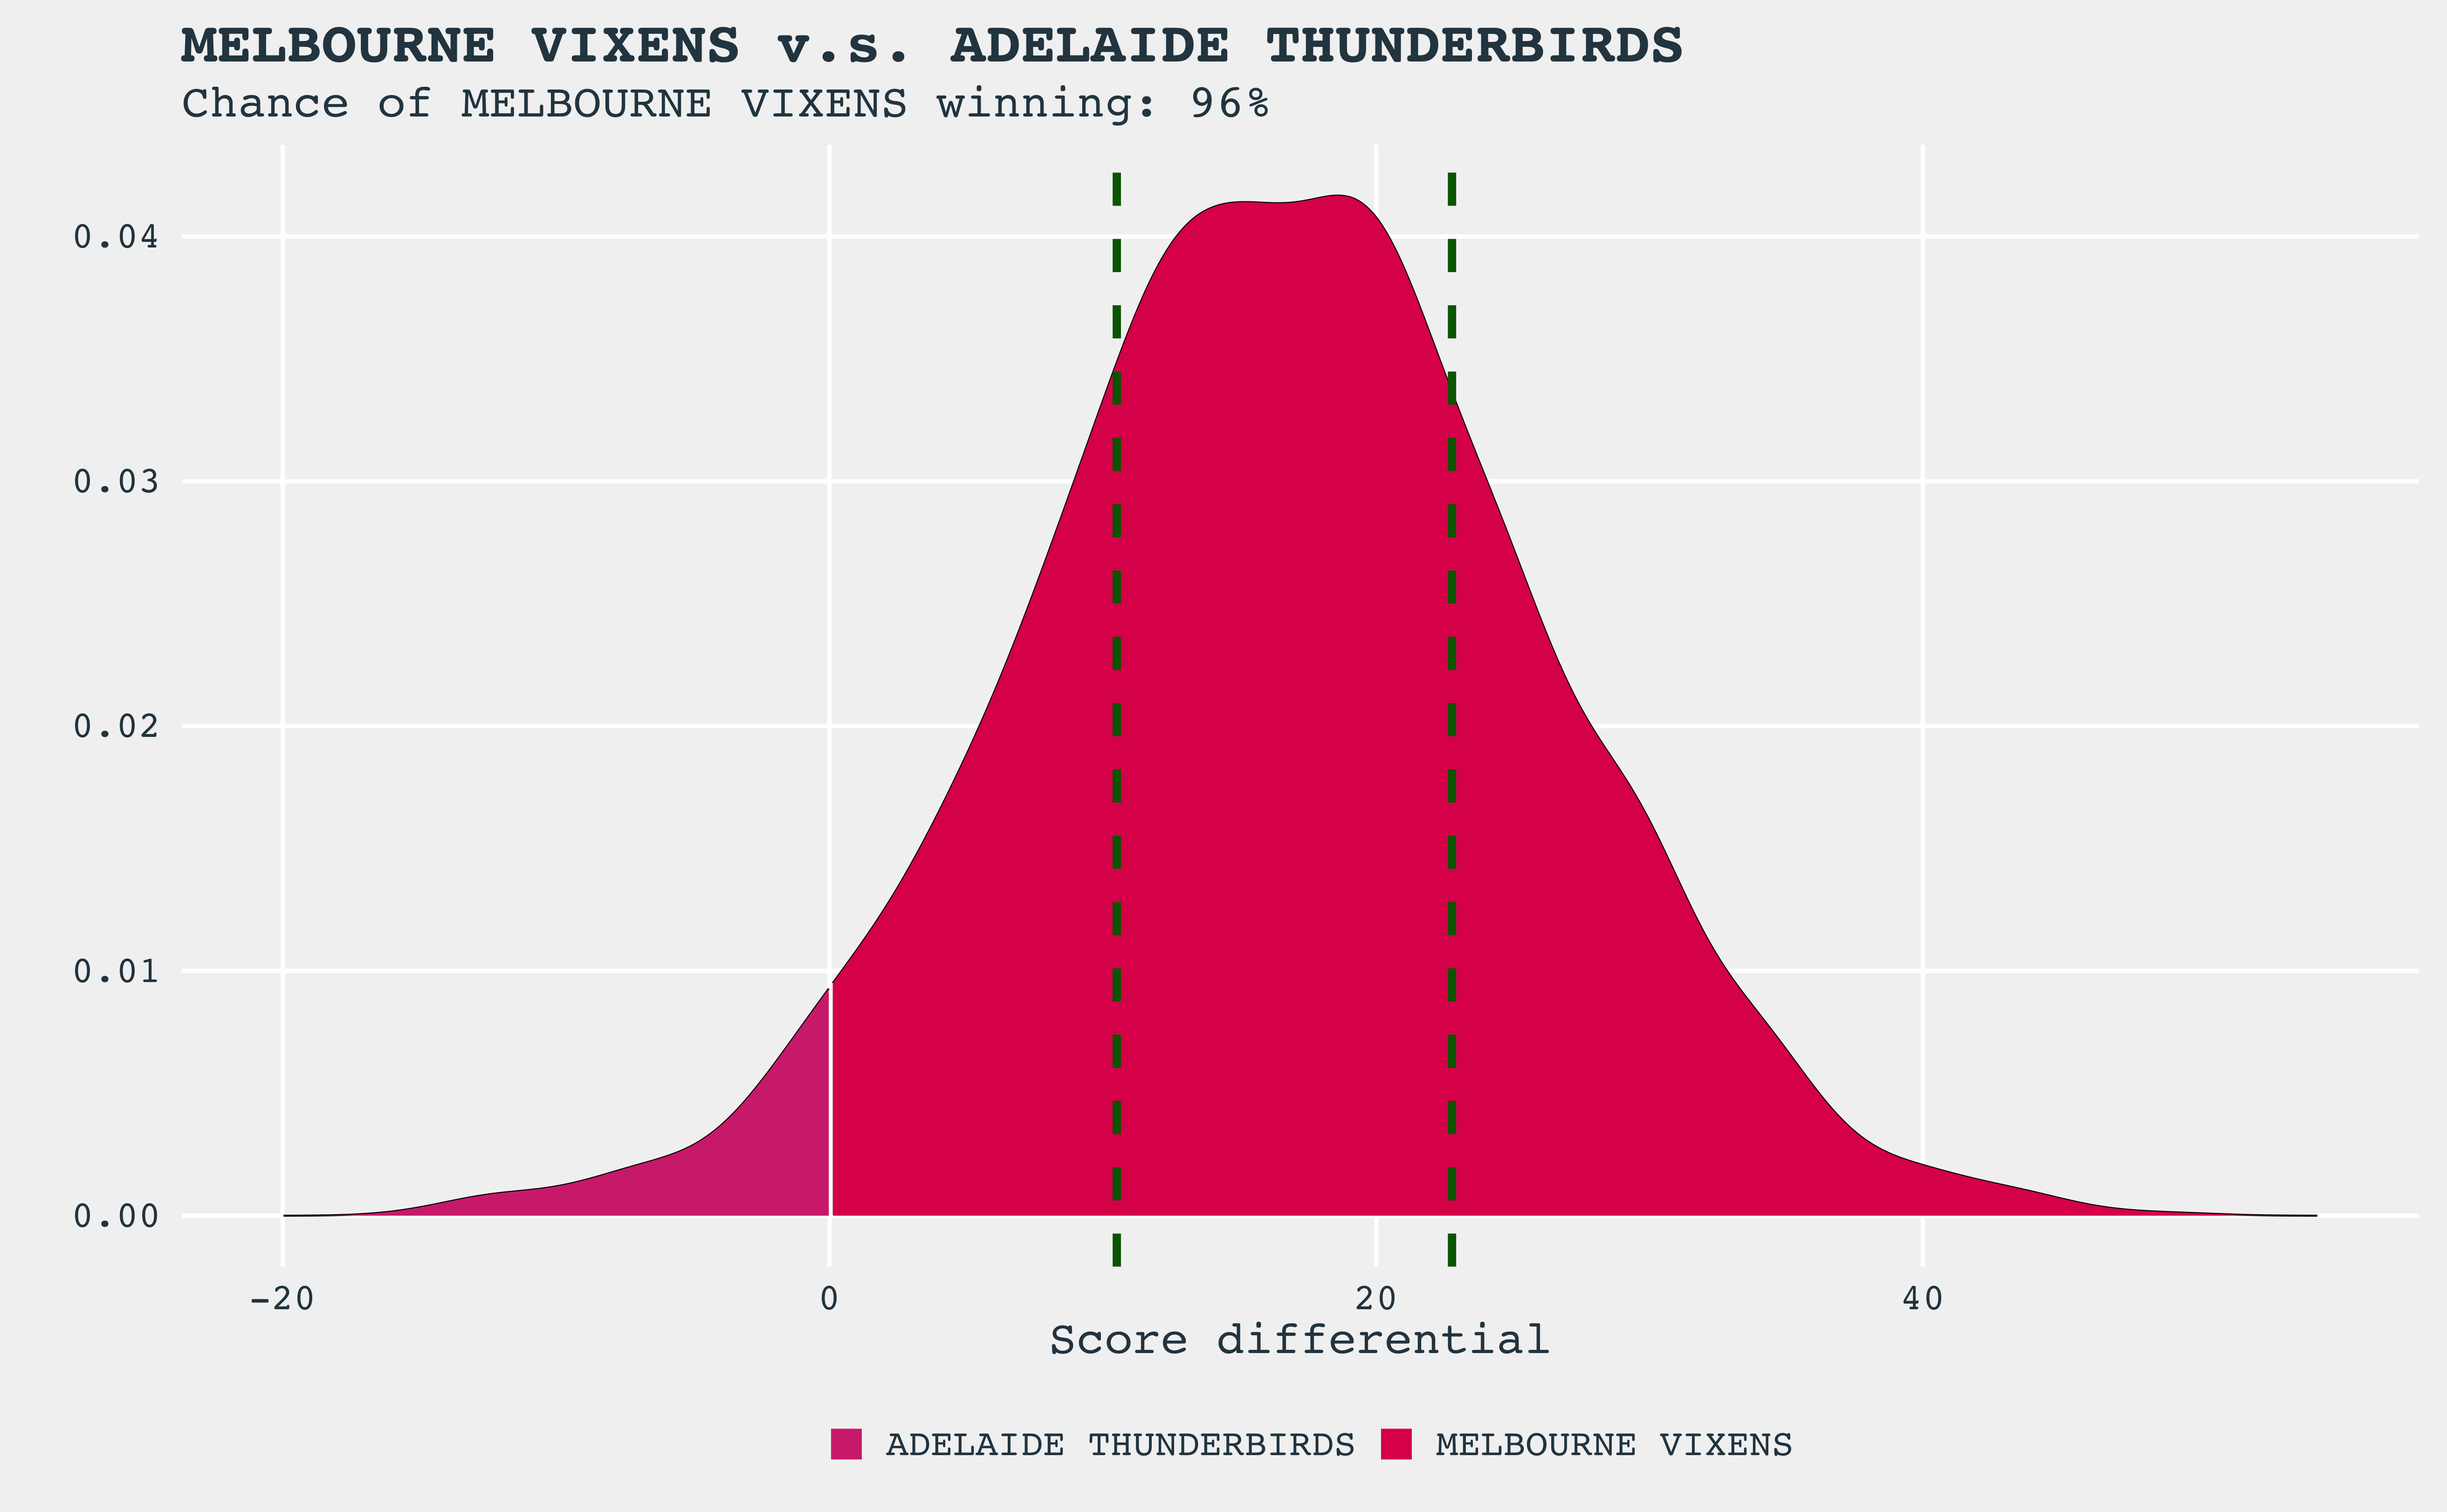 MELBOURNE VIXENS v.s. ADELAIDE THUNDERBIRDS
Chance of MELBOURNE VIXENS winning: 96%
0.04
0.03
0.02
0.01
0.00
-20 0 20 40
Score differential
ADELAIDE THUNDERBIRDS MELBOURNE VIXENS